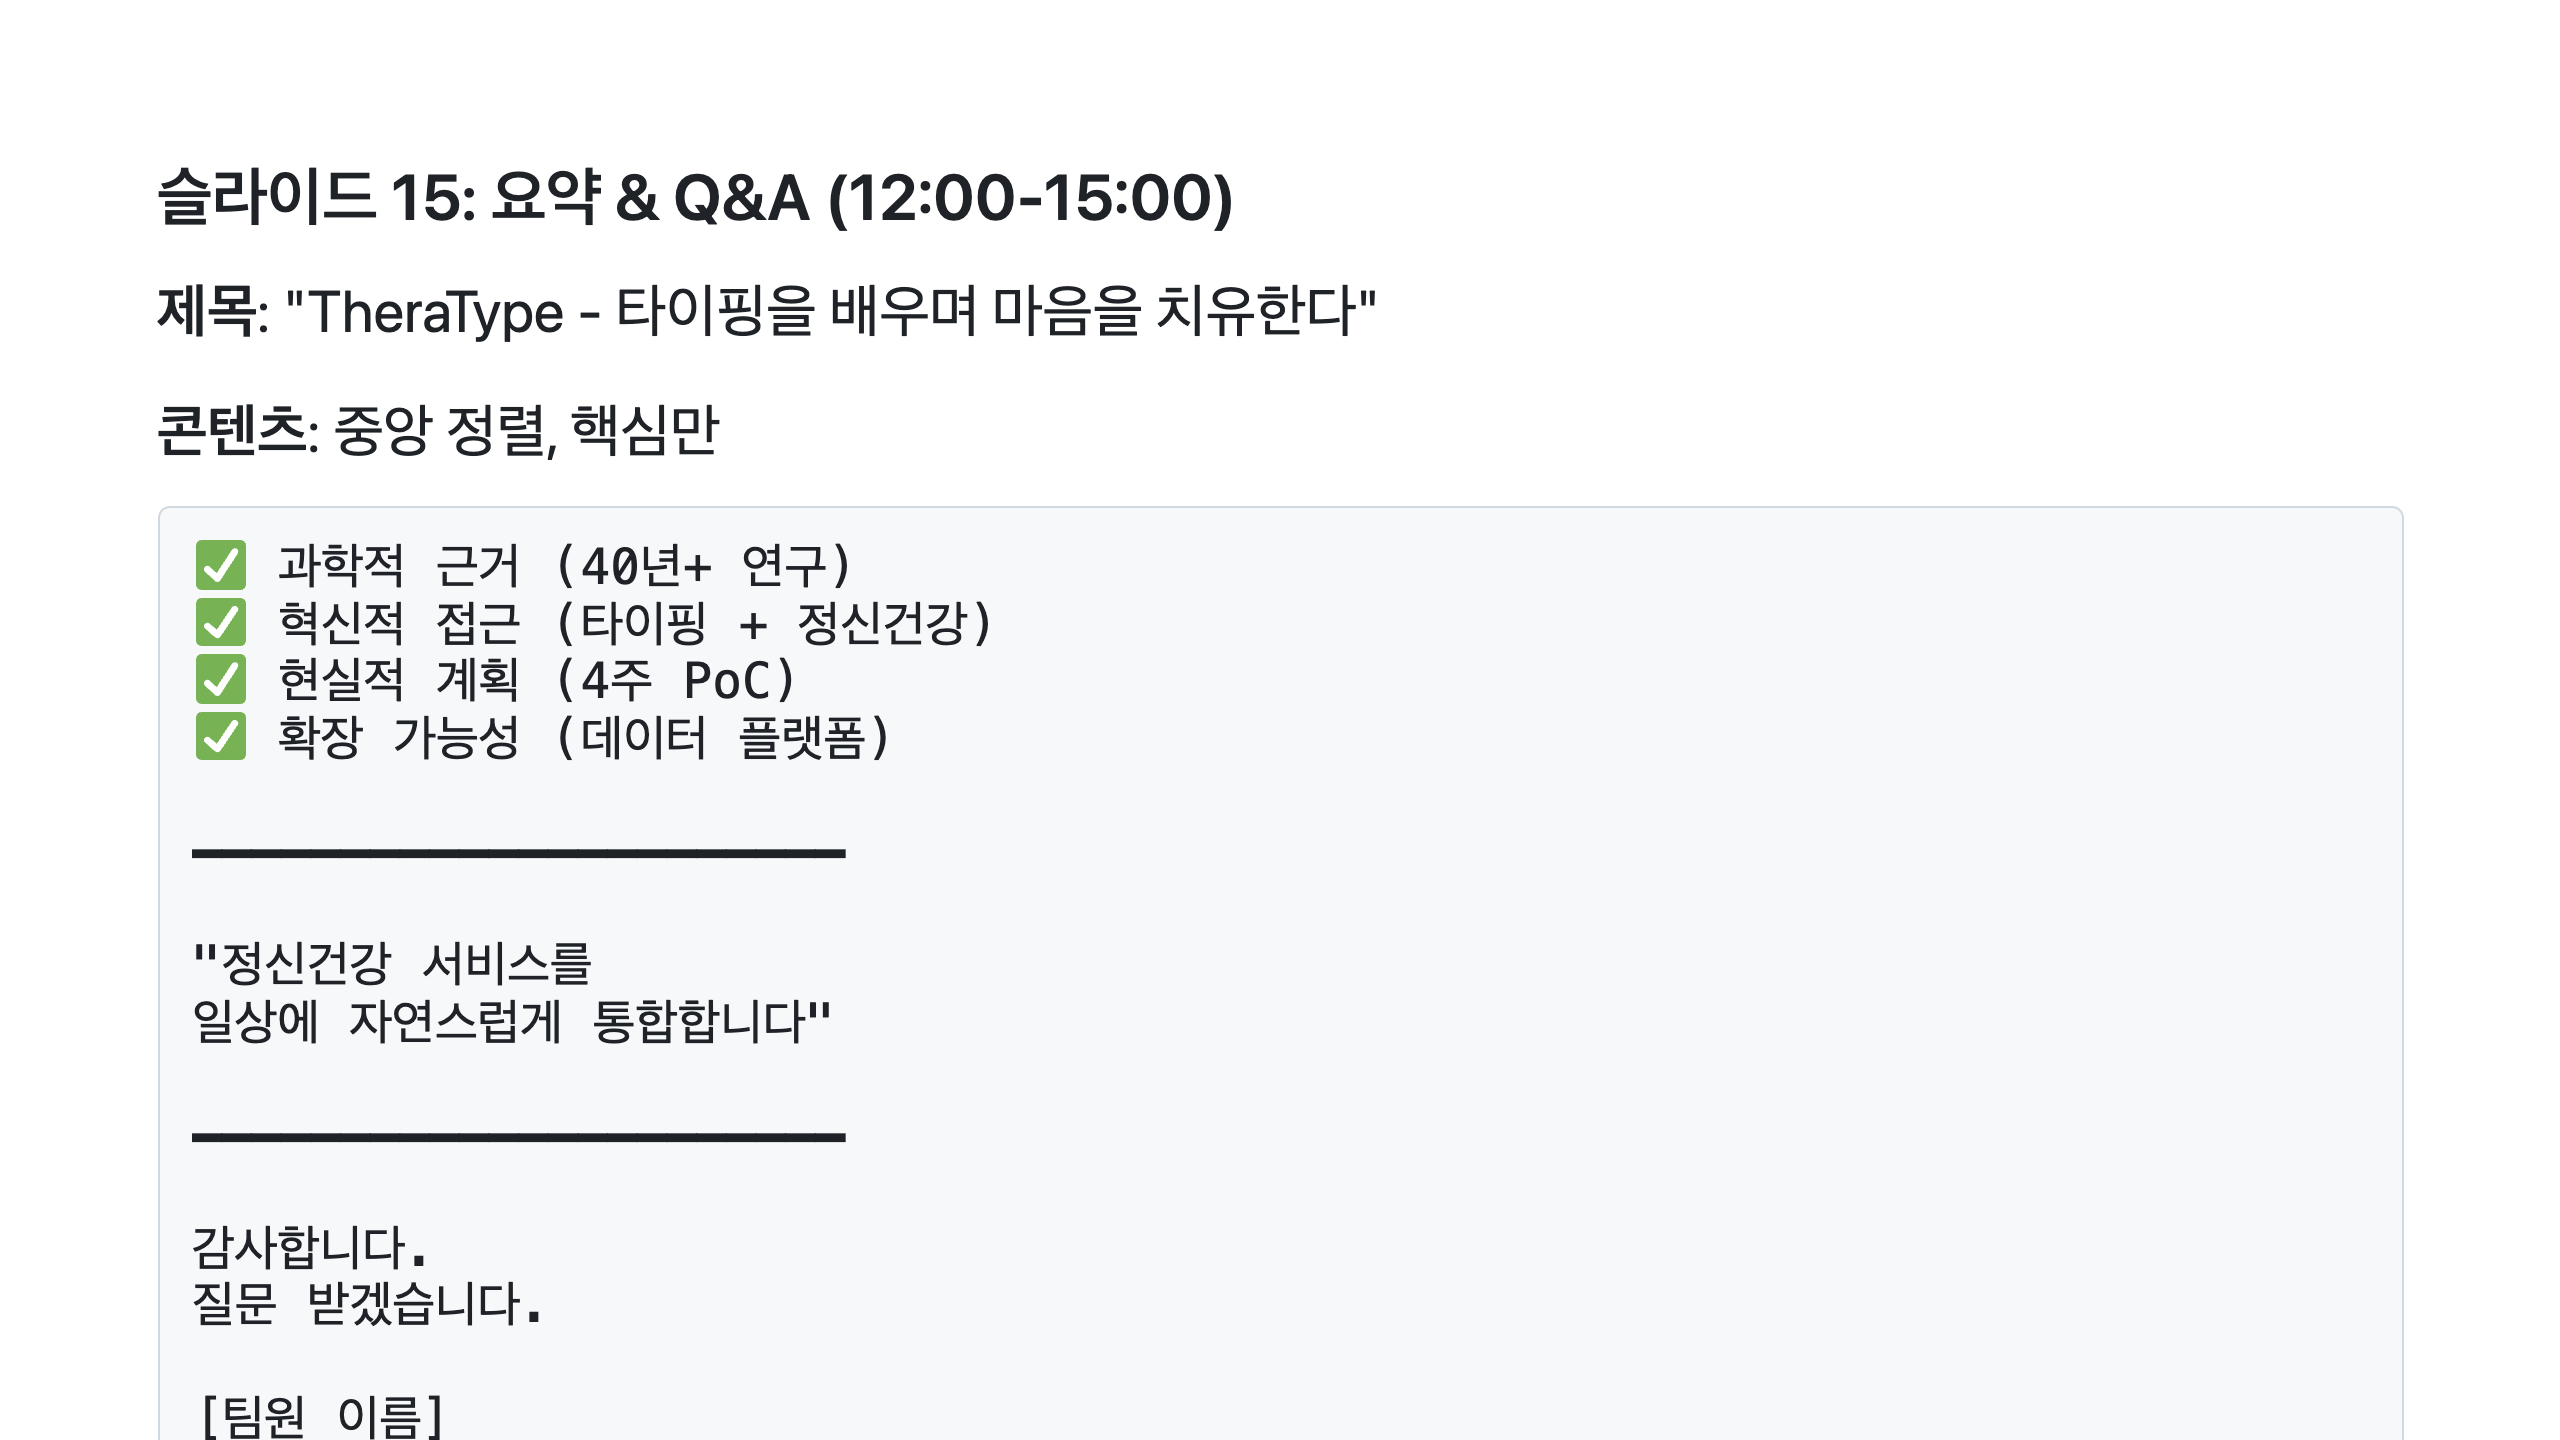 슬라이드 15: 요약 & Q&A (12:00-15:00)
제목: "TheraType - 타이핑을 배우며 마음을 치유한다"
콘텐츠: 중앙 정렬, 핵심만
✅ 과학적 근거 (40년+ 연구)
✅ 혁신적 접근 (타이핑 + 정신건강)
✅ 현실적 계획 (4주 PoC)
✅ 확장 가능성 (데이터 플랫폼)
"정신건강 서비스를
일상에 자연스럽게 통합합니다"
감사합니다.
질문 받겠습니다.
[팀원 이름]